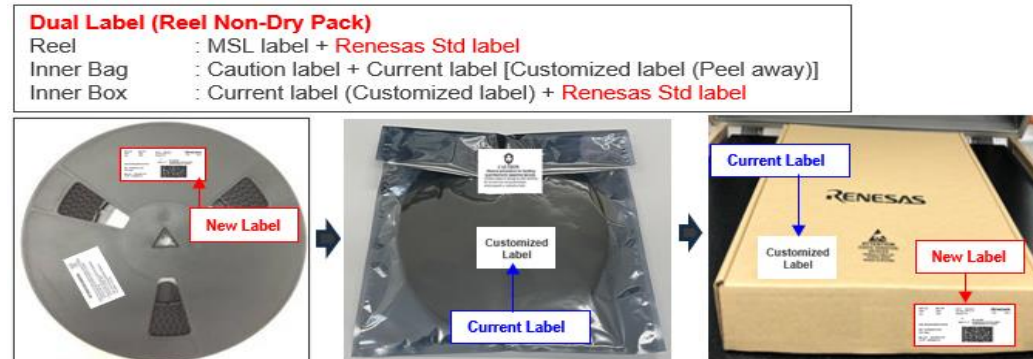 Dual Label (Reel Non-Dry Pack)
Reel : MSL label + Renesas Std label
Inner Bag : Caution label + Current label [Customized label (Peel away)]
Inner Box : Current label (Customized label) + Renesas Std label
New Label
CAUTION
Customized
Label
Current Label
Current Label
RENESAS
Customized
Label
New Label